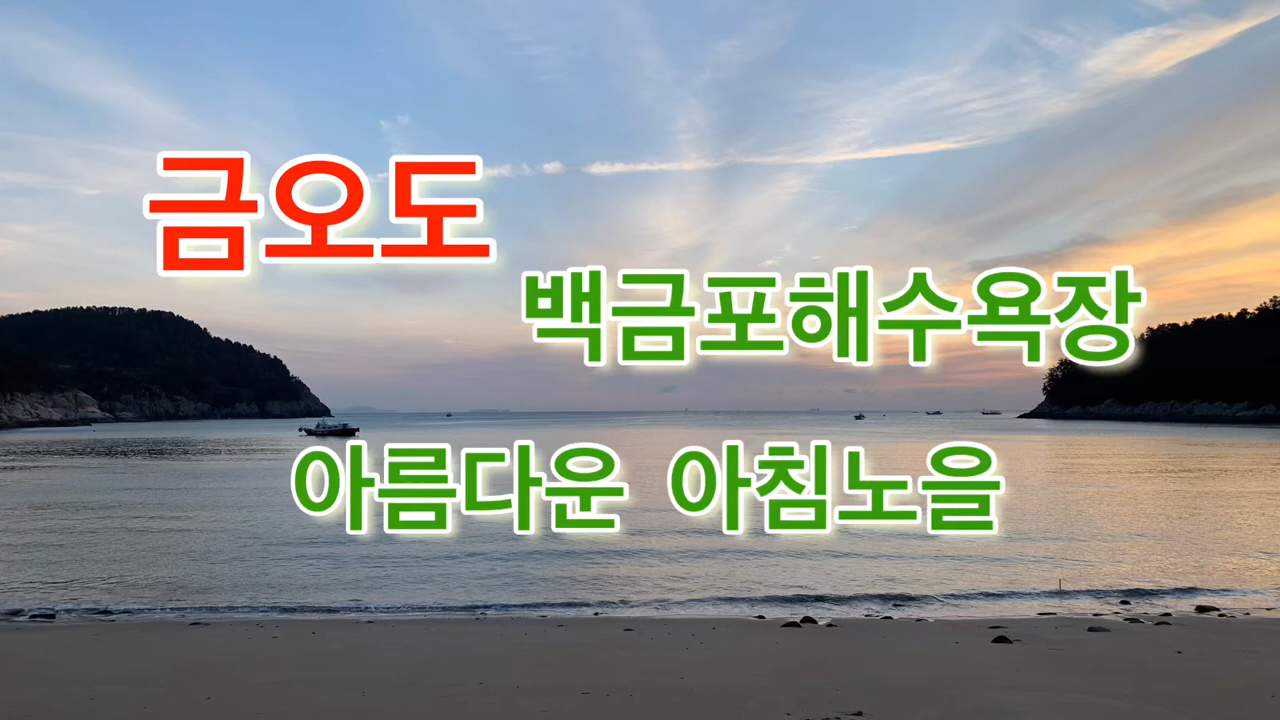 금오도
백금포해수욕장
아름다운 아침노을